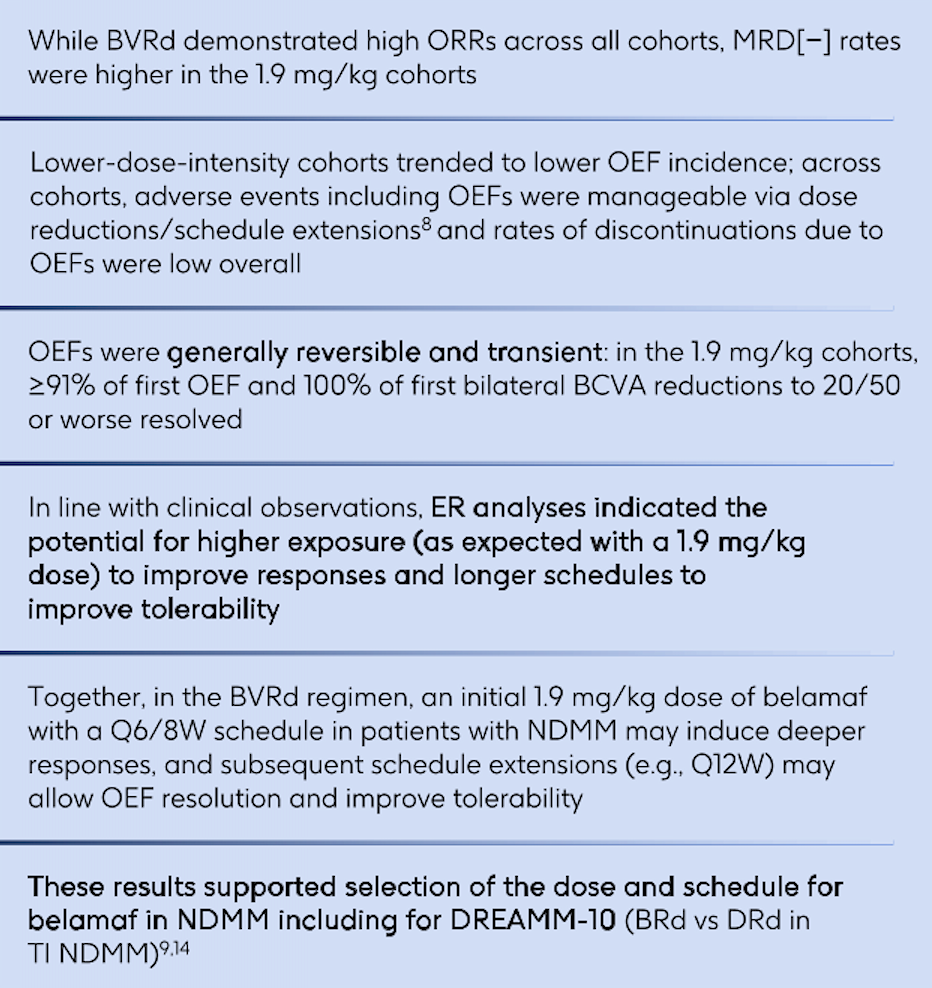 While BVRd demonstrated high ORRs across all cohorts, MRD[−] rates
were higher in the 1.9 mg/kg cohorts
Lower-dose-intensity cohorts trended to lower OEF incidence; across
cohorts, adverse events including OEFs were manageable via dose
reductions/schedule extensions⁸ and rates of discontinuations due to
OEFs were low overall
OEFs were generally reversible and transient: in the 1.9 mg/kg cohorts,
≥91% of first OEF and 100% of first bilateral BCVA reductions to 20/50
or worse resolved
In line with clinical observations, ER analyses indicated the
potential for higher exposure (as expected with a 1.9 mg/kg
dose) to improve responses and longer schedules to
improve tolerability
Together, in the BVRd regimen, an initial 1.9 mg/kg dose of belamaf
with a Q6/8W schedule in patients with NDMM may induce deeper
responses, and subsequent schedule extensions (e.g., Q12W) may
allow OEF resolution and improve tolerability
These results supported selection of the dose and schedule for
belamaf in NDMM including for DREAMM-10 (BRd vs DRd in
TI NDMM)⁹,¹⁴